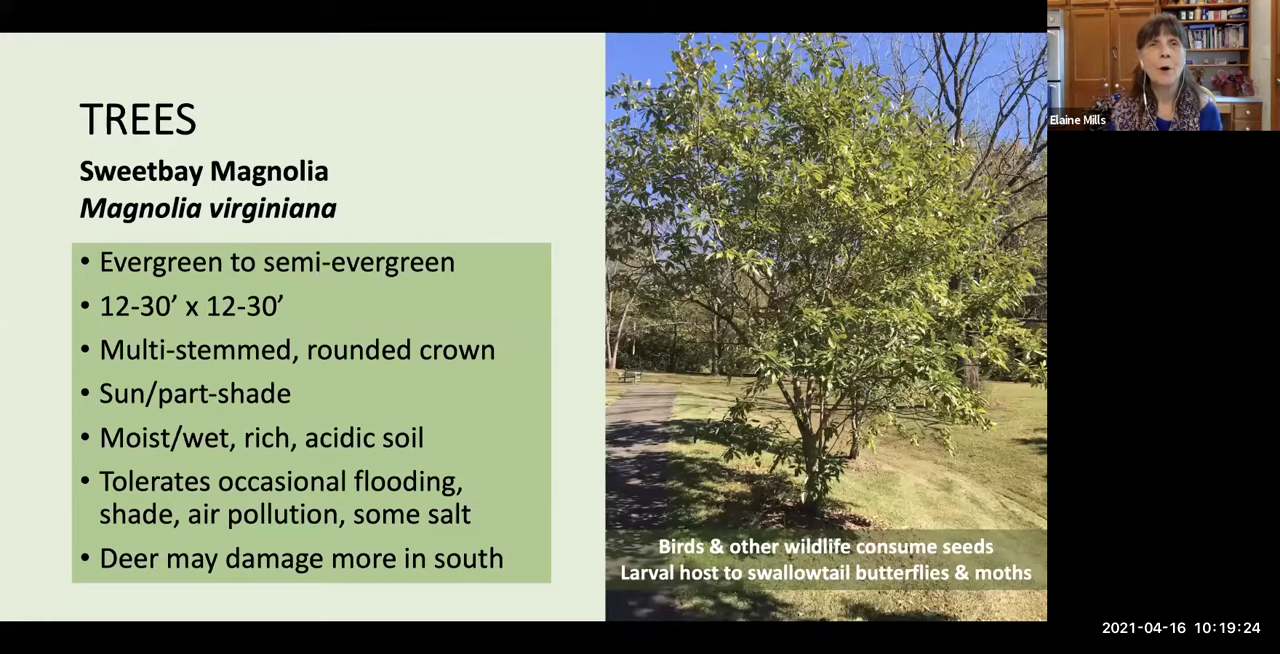 TREES
Sweetbay Magnolia
Magnolia virginiana
• Evergreen to semi-evergreen
• 12-30’ x 12-30’
• Multi-stemmed, rounded crown
• Sun/part-shade
• Moist/wet, rich, acidic soil
• Tolerates occasional flooding,
shade, air pollution, some salt
• Deer may damage more in south
Birds & other wildlife consume seeds
Larval host to swallowtail butterflies & moths
Elaine Mills
2021-04-16 10:19:24